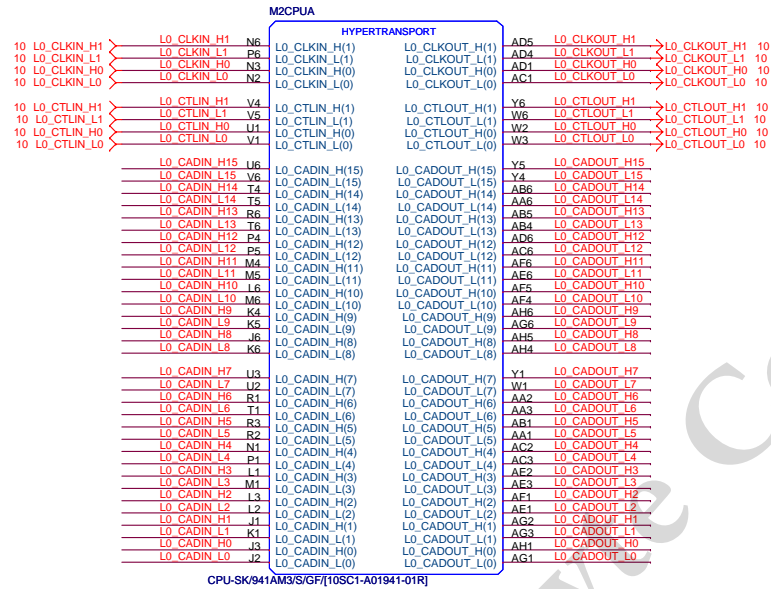 M2CPUA
HYPERTRANSPORT
10 L0_CLKIN_H1 L0_CLKIN_H1 N6 L0_CLKIN_H(1) L0_CLKOUT_H(1) AD5 L0_CLKOUT_H1 L0_CLKOUT_H1 10
10 L0_CLKIN_L1 L0_CLKIN_L1 P6 L0_CLKIN_L(1) L0_CLKOUT_L(1) AD4 L0_CLKOUT_L1 L0_CLKOUT_L1 10
10 L0_CLKIN_H0 L0_CLKIN_H0 N3 L0_CLKIN_H(0) L0_CLKOUT_H(0) AD1 L0_CLKOUT_H0 L0_CLKOUT_H0 10
10 L0_CLKIN_L0 L0_CLKIN_L0 N2 L0_CLKIN_L(0) L0_CLKOUT_L(0) AC1 L0_CLKOUT_L0 L0_CLKOUT_L0 10
10 L0_CTLIN_H1 L0_CTLIN_H1 V4 L0_CTLIN_H(1) L0_CTLOUT_H(1) Y6 L0_CTLOUT_H1 L0_CTLOUT_H1 10
10 L0_CTLIN_L1 L0_CTLIN_L1 V5 L0_CTLIN_L(1) L0_CTLOUT_L(1) W6 L0_CTLOUT_L1 L0_CTLOUT_L1 10
10 L0_CTLIN_H0 L0_CTLIN_H0 U1 L0_CTLIN_H(0) L0_CTLOUT_H(0) W2 L0_CTLOUT_H0 L0_CTLOUT_H0 10
10 L0_CTLIN_L0 L0_CTLIN_L0 V1 L0_CTLIN_L(0) L0_CTLOUT_L(0) W3 L0_CTLOUT_L0 L0_CTLOUT_L0 10
L0_CADIN_H15 U6 L0_CADIN_H(15) L0_CADOUT_H(15) Y5 L0_CADOUT_H15
L0_CADIN_L15 V6 L0_CADIN_L(15) L0_CADOUT_L(15) Y4 L0_CADOUT_L15
L0_CADIN_H14 T4 L0_CADIN_H(14) L0_CADOUT_H(14) AB6 L0_CADOUT_H14
L0_CADIN_L14 T5 L0_CADIN_L(14) L0_CADOUT_L(14) AA6 L0_CADOUT_L14
L0_CADIN_H13 R6 L0_CADIN_H(13) L0_CADOUT_H(13) AB5 L0_CADOUT_H13
L0_CADIN_L13 T6 L0_CADIN_L(13) L0_CADOUT_L(13) AB4 L0_CADOUT_L13
L0_CADIN_H12 P4 L0_CADIN_H(12) L0_CADOUT_H(12) AD6 L0_CADOUT_H12
L0_CADIN_L12 P5 L0_CADIN_L(12) L0_CADOUT_L(12) AC6 L0_CADOUT_L12
L0_CADIN_H11 M4 L0_CADIN_H(11) L0_CADOUT_H(11) AF6 L0_CADOUT_H11
L0_CADIN_L11 M5 L0_CADIN_L(11) L0_CADOUT_L(11) AE6 L0_CADOUT_L11
L0_CADIN_H10 L6 L0_CADIN_H(10) L0_CADOUT_H(10) AF5 L0_CADOUT_H10
L0_CADIN_L10 M6 L0_CADIN_L(10) L0_CADOUT_L(10) AF4 L0_CADOUT_L10
L0_CADIN_H9 K4 L0_CADIN_H(9) L0_CADOUT_H(9) AH6 L0_CADOUT_H9
L0_CADIN_L9 K5 L0_CADIN_L(9) L0_CADOUT_L(9) AG6 L0_CADOUT_L9
L0_CADIN_H8 J6 L0_CADIN_H(8) L0_CADOUT_H(8) AH5 L0_CADOUT_H8
L0_CADIN_L8 K6 L0_CADIN_L(8) L0_CADOUT_L(8) AH4 L0_CADOUT_L8
L0_CADIN_H7 U3 L0_CADIN_H(7) L0_CADOUT_H(7) Y1 L0_CADOUT_H7
L0_CADIN_L7 U2 L0_CADIN_L(7) L0_CADOUT_L(7) W1 L0_CADOUT_L7
L0_CADIN_H6 R1 L0_CADIN_H(6) L0_CADOUT_H(6) AA2 L0_CADOUT_H6
L0_CADIN_L6 T1 L0_CADIN_L(6) L0_CADOUT_L(6) AA3 L0_CADOUT_L6
L0_CADIN_H5 R3 L0_CADIN_H(5) L0_CADOUT_H(5) AB1 L0_CADOUT_H5
L0_CADIN_L5 R2 L0_CADIN_L(5) L0_CADOUT_L(5) AA1 L0_CADOUT_L5
L0_CADIN_H4 N1 L0_CADIN_H(4) L0_CADOUT_H(4) AC2 L0_CADOUT_H4
L0_CADIN_L4 P1 L0_CADIN_L(4) L0_CADOUT_L(4) AC3 L0_CADOUT_L4
L0_CADIN_H3 L1 L0_CADIN_H(3) L0_CADOUT_H(3) AE2 L0_CADOUT_H3
L0_CADIN_L3 M1 L0_CADIN_L(3) L0_CADOUT_L(3) AE3 L0_CADOUT_L3
L0_CADIN_H2 L3 L0_CADIN_H(2) L0_CADOUT_H(2) AF1 L0_CADOUT_H2
L0_CADIN_L2 L2 L0_CADIN_L(2) L0_CADOUT_L(2) AE1 L0_CADOUT_L2
L0_CADIN_H1 J1 L0_CADIN_H(1) L0_CADOUT_H(1) AG2 L0_CADOUT_H1
L0_CADIN_L1 K1 L0_CADIN_L(1) L0_CADOUT_L(1) AG3 L0_CADOUT_L1
L0_CADIN_H0 J3 L0_CADIN_H(0) L0_CADOUT_H(0) AH1 L0_CADOUT_H0
L0_CADIN_L0 J2 L0_CADIN_L(0) L0_CADOUT_L(0) AG1 L0_CADOUT_L0
CPU-SK/941AM3/S/GF/[10SC1-A01941-01R]